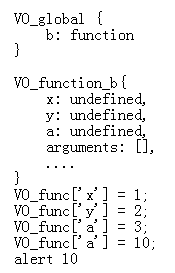 VO_global {
b: function
}
VO_function_b{
x: undefined,
y: undefined,
a: undefined,
arguments: [],
....
}
VO_func['x'] = 1;
VO_func['y'] = 2;
VO_func['a'] = 3;
VO_func['a'] = 10;
alert 10